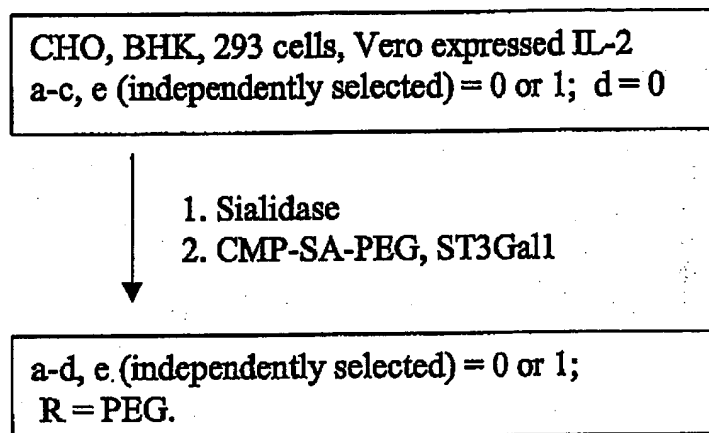 CHO, BHK, 293 cells, Vero expressed IL-2
a-c, e (independently selected) = 0 or 1; d = 0
1. Sialidase
2. CMP-SA-PEG, ST3Gal1
a-d, e (independently selected) = 0 or 1;
R = PEG.